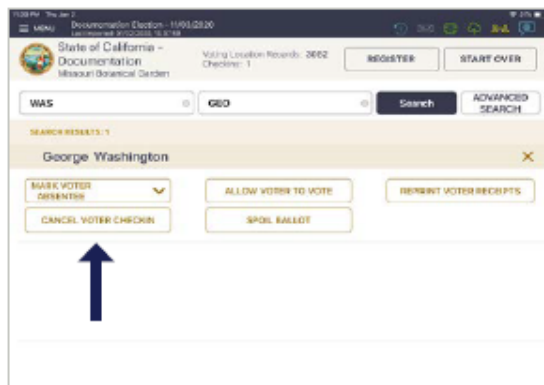 MENU Documentation Election - 11/03/2020
State of California -
Documentation
Missouri Botanical Garden
Voting Location Records: 3082
Checkins: 1
REGISTER
START OVER
WAS
GEO
Search
ADVANCED
SEARCH
SEARCH RESULTS: 1
George Washington
MARK VOTER
ABSENTEE
ALLOW VOTER TO VOTE
REPRINT VOTER RECEIPTS
CANCEL VOTER CHECKIN
SPOIL BALLOT